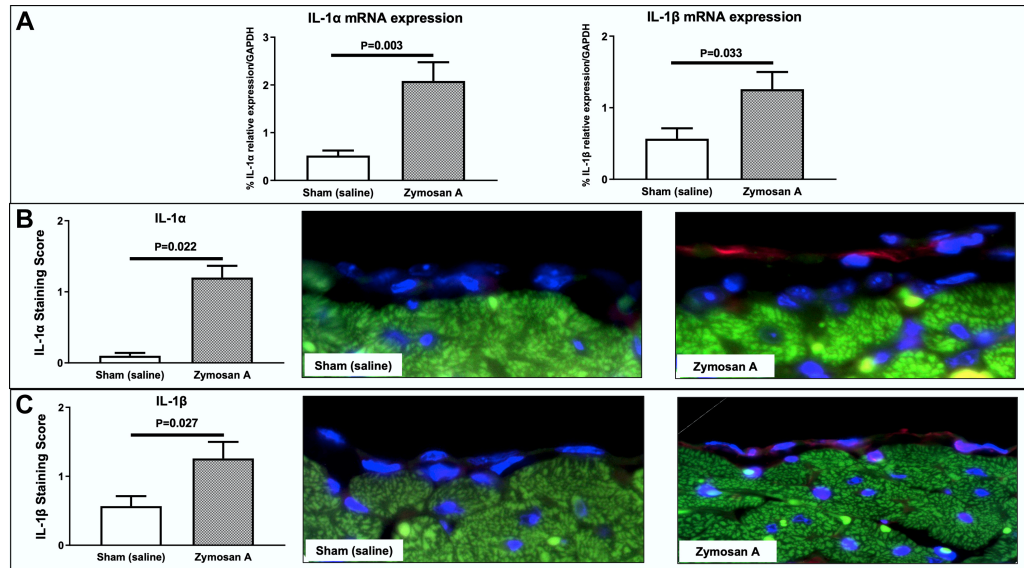 A
IL-1α mRNA expression
% IL-1α relative expression/GAPDH
3
2
1
0
P=0.003
Sham (saline)
Zymosan A
IL-1β mRNA expression
% IL-1β relative expression/GAPDH
2
1
0
P=0.033
Sham (saline)
Zymosan A
B
IL-1α
IL-1α Staining Score
2
1
0
P=0.022
Sham (saline)
Zymosan A
Sham (saline)
Zymosan A
C
IL-1β
IL-1β Staining Score
2
1
0
P=0.027
Sham (saline)
Zymosan A
Sham (saline)
Zymosan A